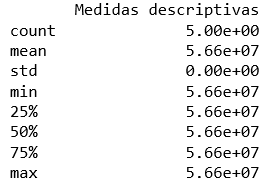 Medidas descriptivas
count 5.00e+00
mean 5.66e+07
std 0.00e+00
min 5.66e+07
25% 5.66e+07
50% 5.66e+07
75% 5.66e+07
max 5.66e+07